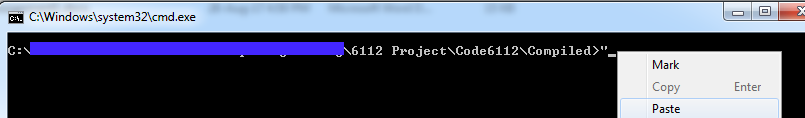 C:\Windows\system32\cmd.exe
C:\ \6112 Project\Code6112\Compiled>"_
Mark
Copy Enter
Paste